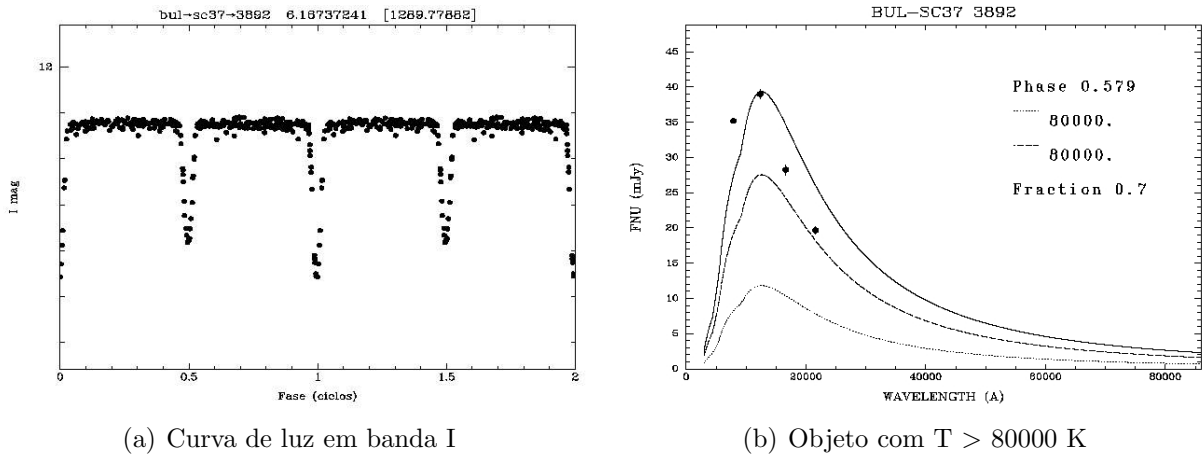 bul→sc37→3892 6.16737241 [1289.77882]
12
I mag
0 0.5 1 1.5 2
Fase (ciclos)
(a) Curva de luz em banda I
BUL−SC37 3892
45
40
35
30
25
20
15
10
5
0
FNU (mJy)
Phase 0.579
80000.
80000.
Fraction 0.7
0 20000 40000 60000 80000
WAVELENGTH (A)
(b) Objeto com T > 80000 K